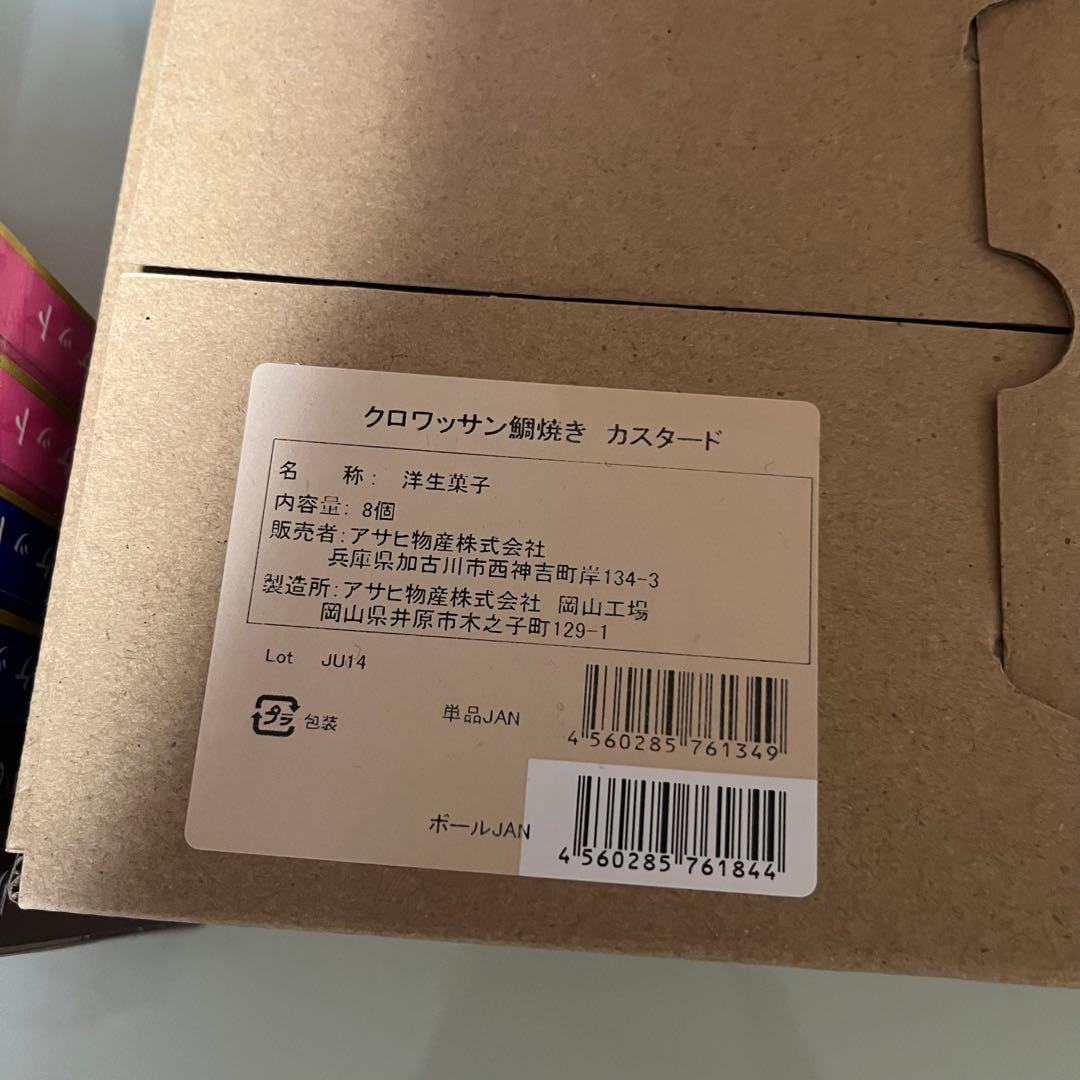 クロワッサン鯛焼き カスタード
名 称: 洋生菓子
内容量: 8個
販売者:アサヒ物産株式会社
兵庫県加古川市西神吉町岸134-3
製造所:アサヒ物産株式会社 岡山工場
岡山県井原市木之子町129-1
Lot JU14
プラ 包装
単品JAN
4 560285 761349
ボールJAN
4 560285 761844